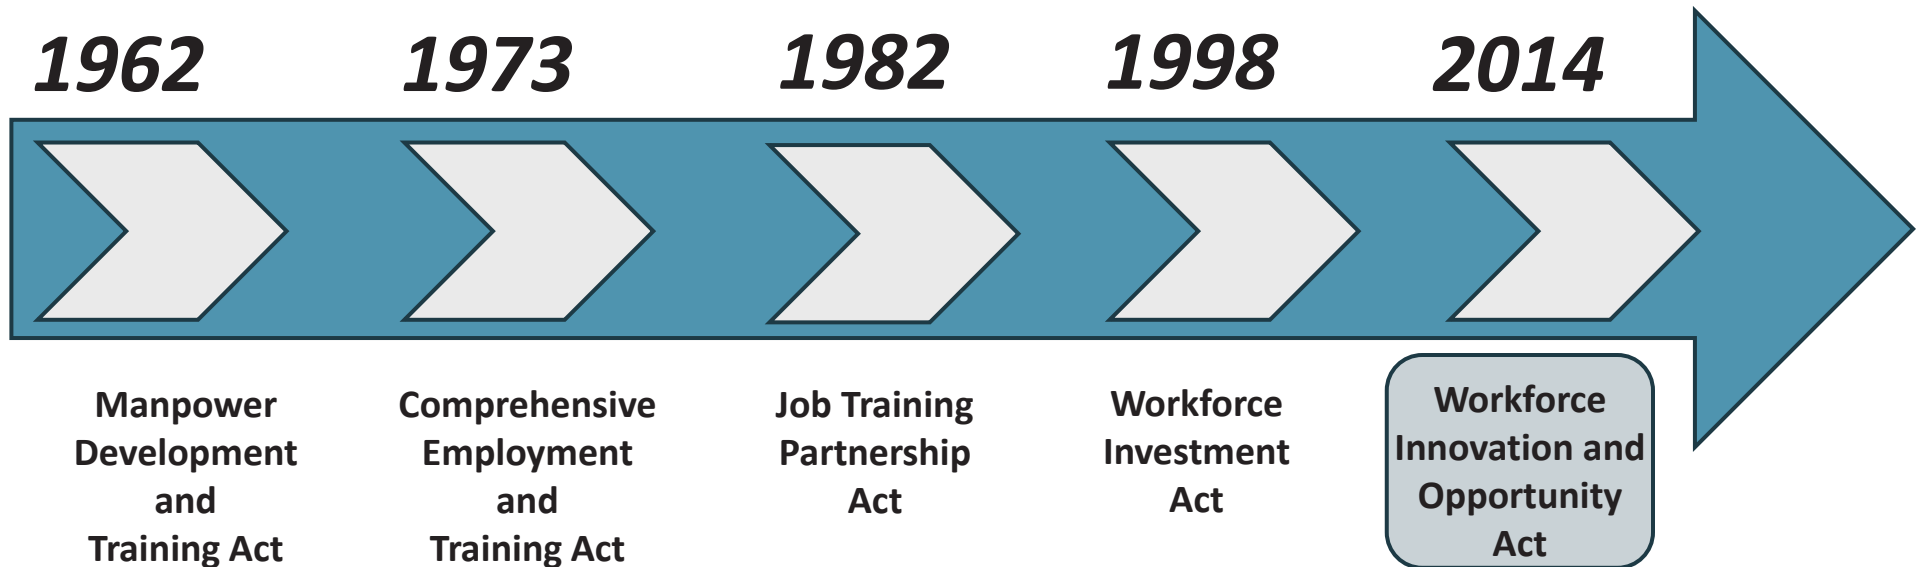 1962
1973
1982
1998
2014
Manpower
Development
and
Training Act
Comprehensive
Employment
and
Training Act
Job Training
Partnership
Act
Workforce
Investment
Act
Workforce
Innovation and
Opportunity
Act